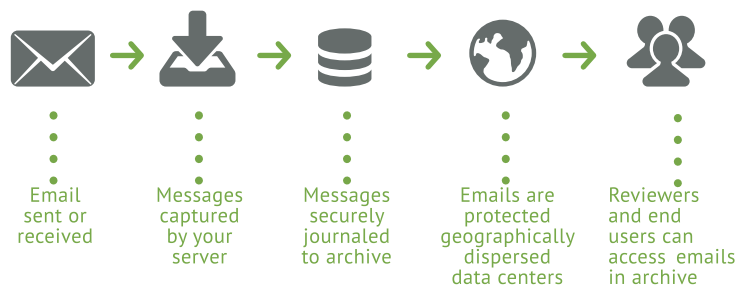 Email
sent or
received
Messages
captured
by your
server
Messages
securely
journaled
to archive
Emails are
protected
geographically
dispersed
data centers
Reviewers
and end
users can
access emails
in archive